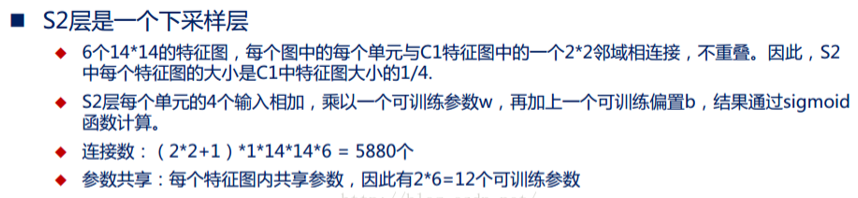 S2层是一个下采样层
6个14*14的特征图，每个图中的每个单元与C1特征图中的一个2*2邻域相连接，不重叠。因此，S2
中每个特征图的大小是C1中特征图大小的1/4.
S2层每个单元的4个输入相加，乘以一个可训练参数w，再加上一个可训练偏置b，结果通过sigmoid
函数计算。
连接数：（2*2+1）*1*14*14*6 = 5880个
参数共享：每个特征图内共享参数，因此有2*6=12个可训练参数